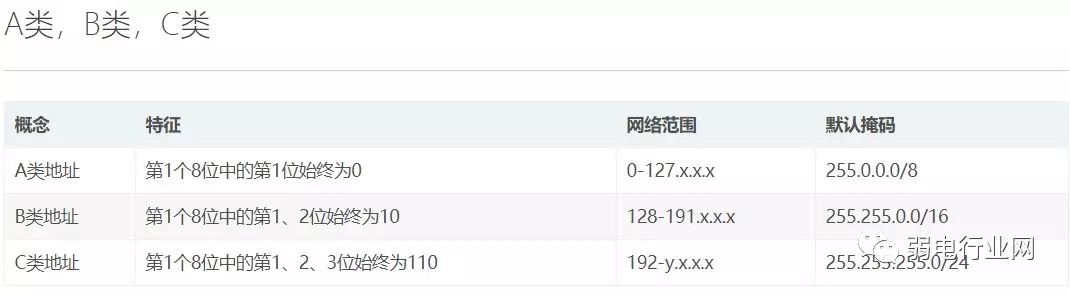 A类，B类，C类
概念 特征 网络范围 默认掩码
A类地址 第1个8位中的第1位始终为0 0-127.x.x.x 255.0.0.0/8
B类地址 第1个8位中的第1、2位始终为10 128-191.x.x.x 255.255.0.0/16
C类地址 第1个8位中的第1、2、3位始终为110 192-y.x.x.x 255.255.255.0/24
弱电行业网